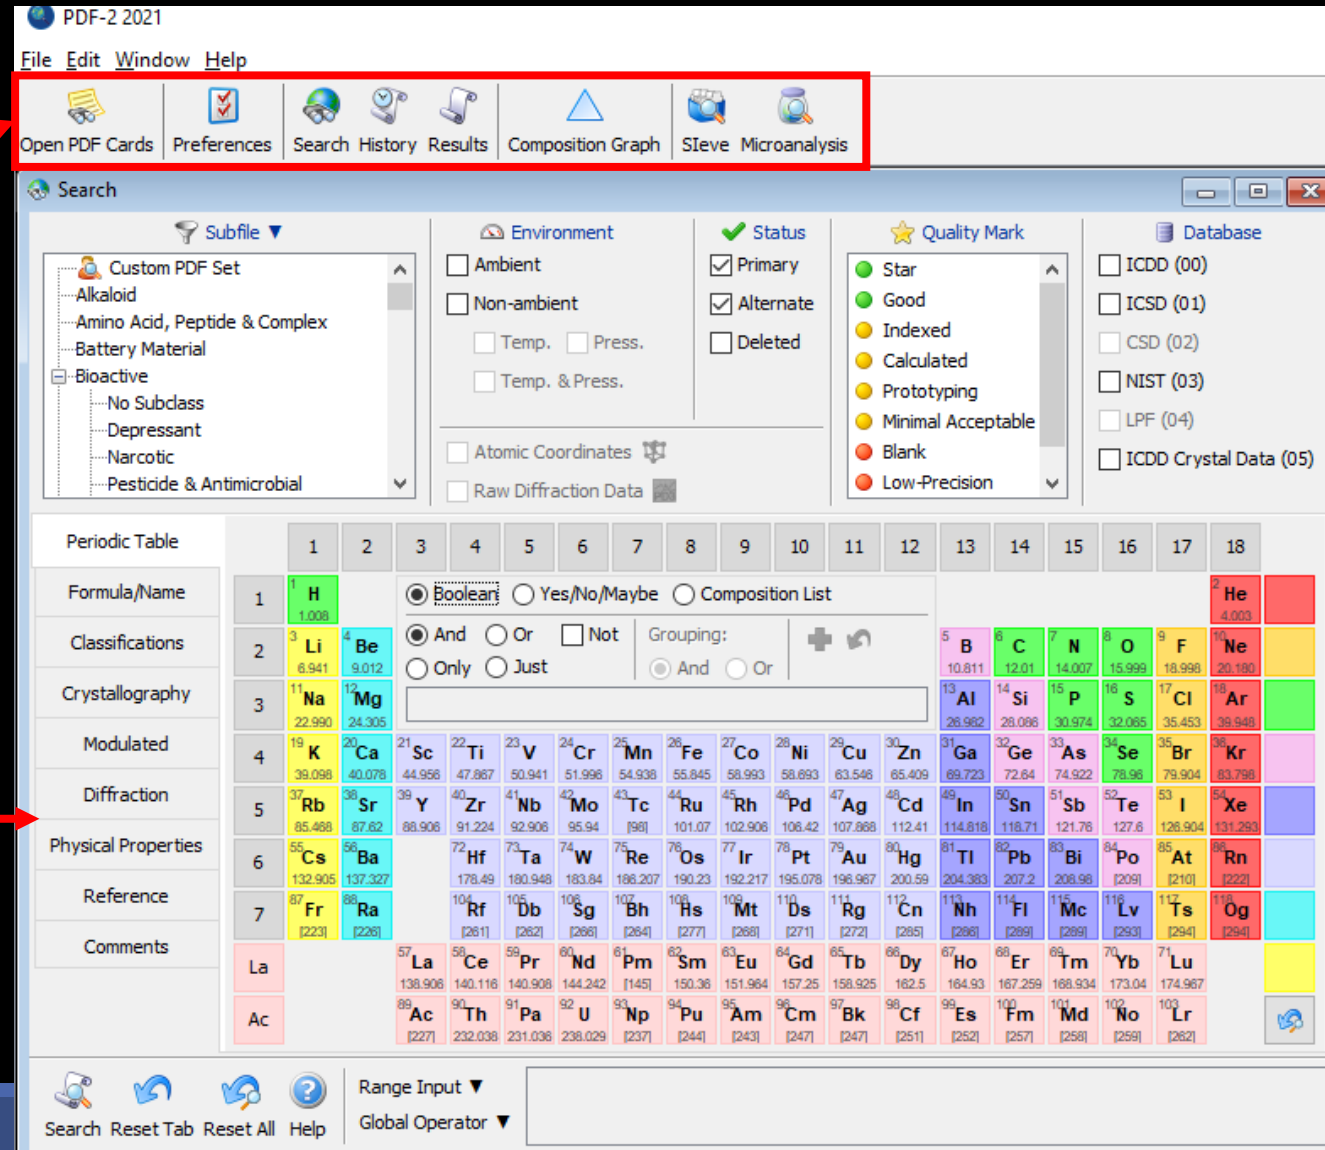 PDF-2 2021
File Edit Window Help
Open PDF Cards Preferences Search History Results Composition Graph SIeve Microanalysis
Search
Subfile ▼ Environment Status Quality Mark Database
Custom PDF Set
Alkaloid
Amino Acid, Peptide & Complex
Battery Material
Bioactive
No Subclass
Depressant
Narcotic
Pesticide & Antimicrobial
Ambient
Non-ambient
Temp. Press.
Temp. & Press.
Atomic Coordinates
Raw Diffraction Data
Primary
Alternate
Deleted
Star
Good
Indexed
Calculated
Prototyping
Minimal Acceptable
Blank
Low-Precision
ICDD (00)
ICSD (01)
CSD (02)
NIST (03)
LPF (04)
ICDD Crystal Data (05)
Periodic Table
Formula/Name
Classifications
Crystallography
Modulated
Diffraction
Physical Properties
Reference
Comments
1 2 3 4 5 6 7 8 9 10 11 12 13 14 15 16 17 18
Boolean Yes/No/Maybe Composition List
And Or Not Grouping:
Only Just And Or
1 1 H 2 He
1.008 4.003
2 3 Li 4 Be 5 B 6 C 7 N 8 O 9 F 10 Ne
6.941 9.012 10.811 12.01 14.007 15.999 18.998 20.180
3 11 Na 12 Mg 13 Al 14 Si 15 P 16 S 17 Cl 18 Ar
22.990 24.305 26.982 28.086 30.974 32.065 35.453 39.948
4 19 K 20 Ca 21 Sc 22 Ti 23 V 24 Cr 25 Mn 26 Fe 27 Co 28 Ni 29 Cu 30 Zn 31 Ga 32 Ge 33 As 34 Se 35 Br 36 Kr
39.098 40.078 44.956 47.867 50.941 51.996 54.938 55.845 58.993 58.693 63.546 65.409 69.723 72.64 74.922 78.96 79.904 83.798
5 37 Rb 38 Sr 39 Y 40 Zr 41 Nb 42 Mo 43 Tc 44 Ru 45 Rh 46 Pd 47 Ag 48 Cd 49 In 50 Sn 51 Sb 52 Te 53 I 54 Xe
85.468 87.62 88.906 91.224 92.906 95.94 [98] 101.07 102.906 106.42 107.868 112.41 114.818 118.71 121.76 127.6 126.904 131.293
6 55 Cs 56 Ba 72 Hf 73 Ta 74 W 75 Re 76 Os 77 Ir 78 Pt 79 Au 80 Hg 81 Tl 82 Pb 83 Bi 84 Po 85 At 86 Rn
132.905 137.327 178.49 180.948 183.84 186.207 190.23 192.217 195.078 196.967 200.59 204.383 207.2 208.98 [209] [210] [222]
7 87 Fr 88 Ra 104 Rf 105 Db 106 Sg 107 Bh 108 Hs 109 Mt 110 Ds 111 Rg 112 Cn 113 Nh 114 Fl 115 Mc 116 Lv 117 Ts 118 Og
[223] [226] [261] [262] [266] [264] [277] [268] [271] [272] [285] [286] [289] [289] [293] [294] [294]
La 57 La 58 Ce 59 Pr 60 Nd 61 Pm 62 Sm 63 Eu 64 Gd 65 Tb 66 Dy 67 Ho 68 Er 69 Tm 70 Yb 71 Lu
138.906 140.116 140.908 144.242 [145] 150.36 151.964 157.25 158.925 162.5 164.93 167.259 168.934 173.04 174.967
Ac 89 Ac 90 Th 91 Pa 92 U 93 Np 94 Pu 95 Am 96 Cm 97 Bk 98 Cf 99 Es 100 Fm 101 Md 102 No 103 Lr
[227] 232.038 231.036 238.029 [237] [244] [243] [247] [247] [251] [252] [257] [258] [259] [262]
Search Reset Tab Reset All Help
Range Input ▼
Global Operator ▼